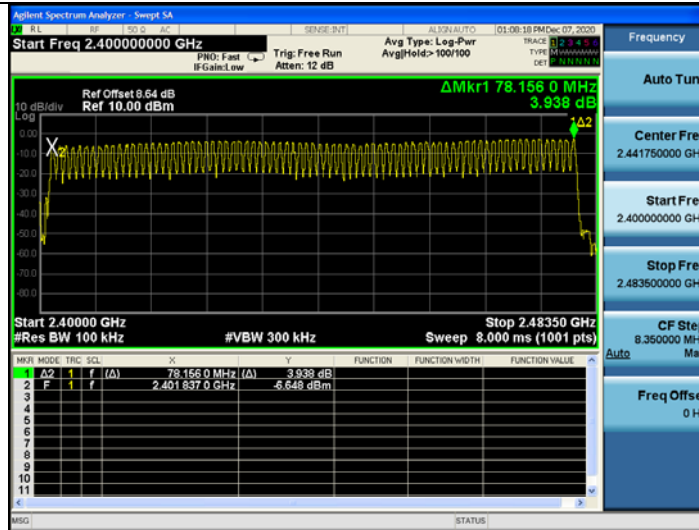 Agilent Spectrum Analyzer - Swept SA
RL RF 50 Ω AC SENSE:INT ALIGN AUTO 01:08:18 PM Dec 07, 2020
Start Freq 2.400000000 GHz
PNO: Fast
IFGain:Low
Trig: Free Run
Atten: 12 dB
Avg Type: Log-Pwr
Avg|Hold:> 100/100
TRACE 1 2 3 4 5 6
TYPE M W W W W W
DET P N N N N N
Frequency
Auto Tun
Center Fre
2.441750000 GH
Start Fre
2.400000000 GH
Stop Fre
2.483500000 GH
CF Ste
8.350000 MH
Auto Ma
Freq Offse
0 H
Ref Offset 8.64 dB
10 dB/div Ref 10.00 dBm
ΔMkr1 78.156 0 MHz
3.938 dB
Log
0.00
-10.0
-20.0
-30.0
-40.0
-50.0
-60.0
-70.0
-80.0
X2
1Δ2
Start 2.40000 GHz Stop 2.48350 GHz
#Res BW 100 kHz #VBW 300 kHz Sweep 8.000 ms (1001 pts)
MKR MODE TRC SCL X Y FUNCTION FUNCTION WIDTH FUNCTION VALUE
1 Δ2 1 f (Δ) 78.156 0 MHz (Δ) 3.938 dB
2 F 1 f 2.401 837 0 GHz -6.648 dBm
3
4
5
6
7
8
9
10
11
MSG STATUS